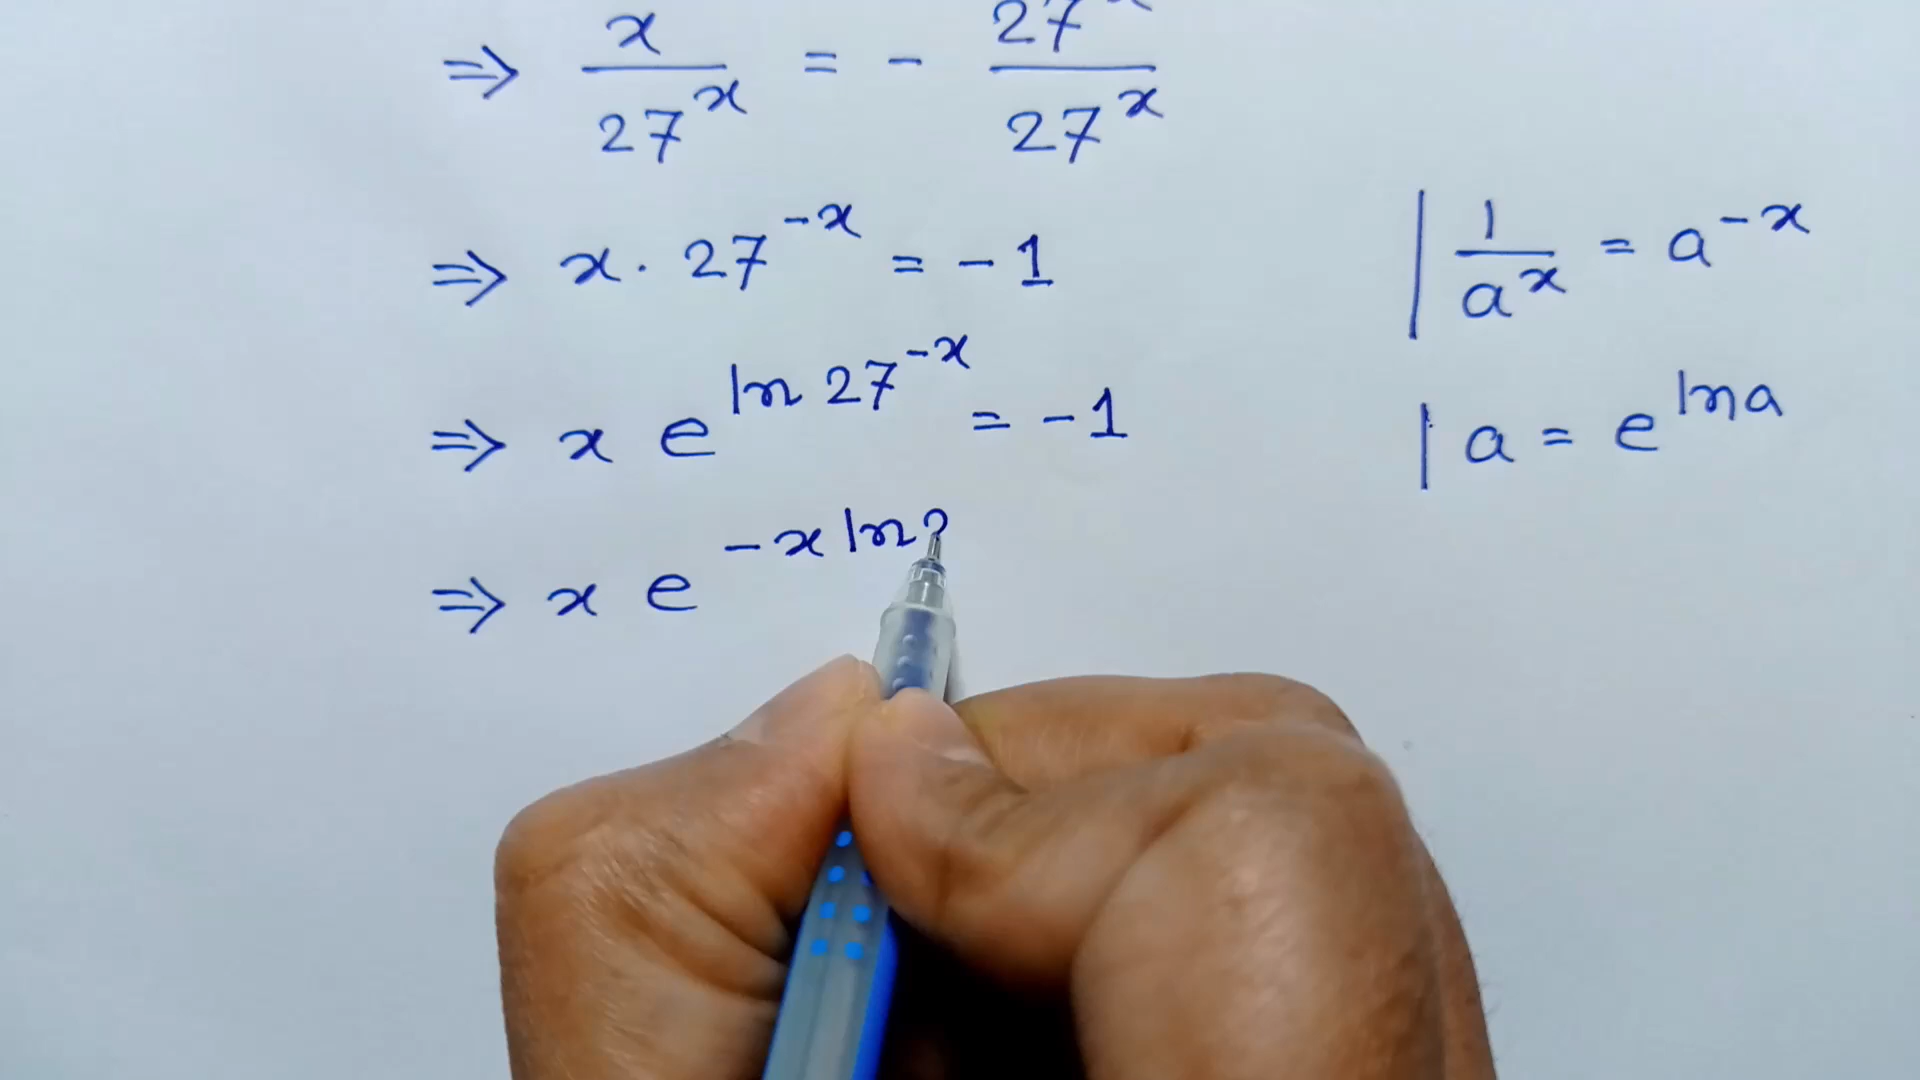 ⇒ x/27^x = - 27^x/27^x
⇒ x · 27^-x = -1 | 1/a^x = a^-x
⇒ x e^ln 27^-x = -1 | a = e^ln a
⇒ x e^-x ln 2